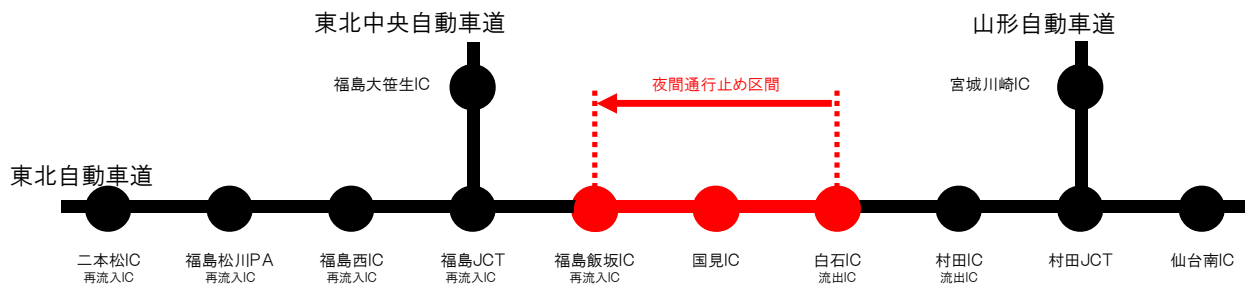 東北中央自動車道
山形自動車道
福島大笹生IC
夜間通行止め区間
宮城川崎IC
東北自動車道
二本松IC
再流入IC
福島松川PA
再流入IC
福島西IC
再流入IC
福島JCT
再流入IC
福島飯坂IC
再流入IC
国見IC
白石IC
流出IC
村田IC
流出IC
村田JCT
仙台南IC